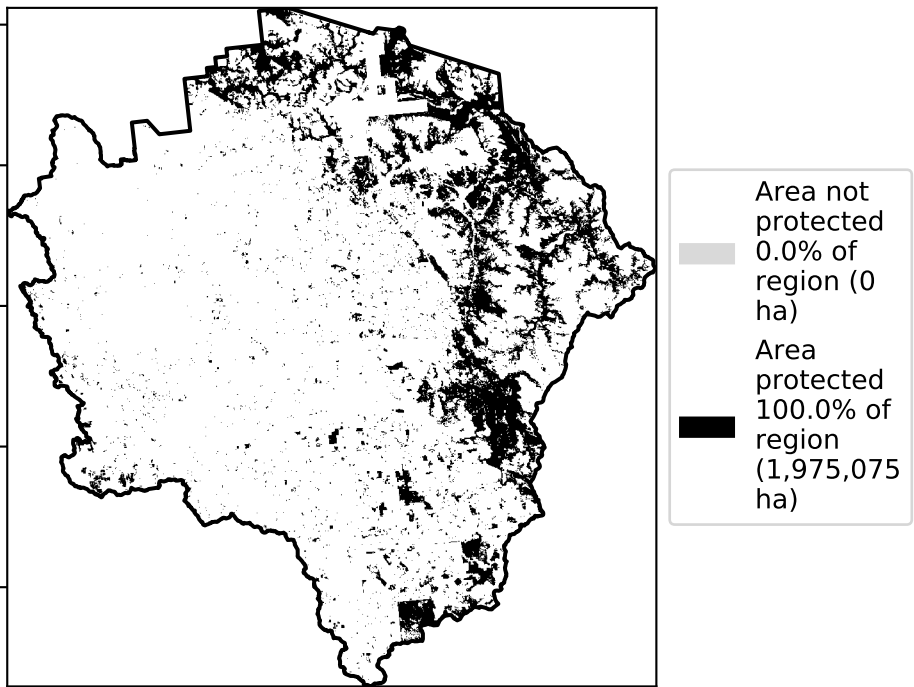 Area not
protected
0.0% of
region (0
ha)
Area
protected
100.0% of
region
(1,975,075
ha)